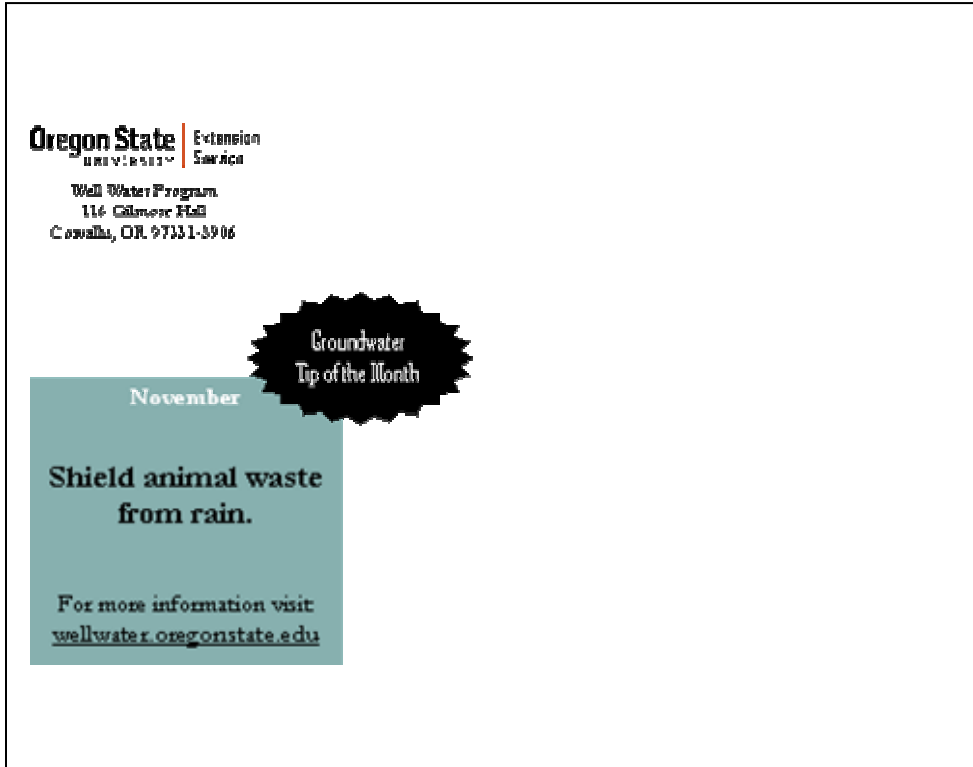 Oregon State
UNIVERSITY
Extension
Service
Well Water Program
116 Gilmore Hall
Corvallis, OR 97331-3906
Groundwater
Tip of the Month
November
Shield animal waste
from rain.
For more information visit
wellwater.oregonstate.edu